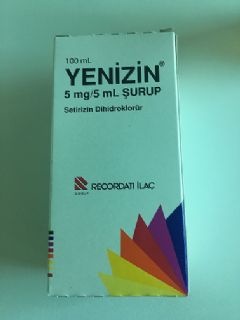 100 mL
YENİZİN®
5 mg/5 mL ŞURUP
Setirizin Dihidroklorür
RECORDATI İLAÇ